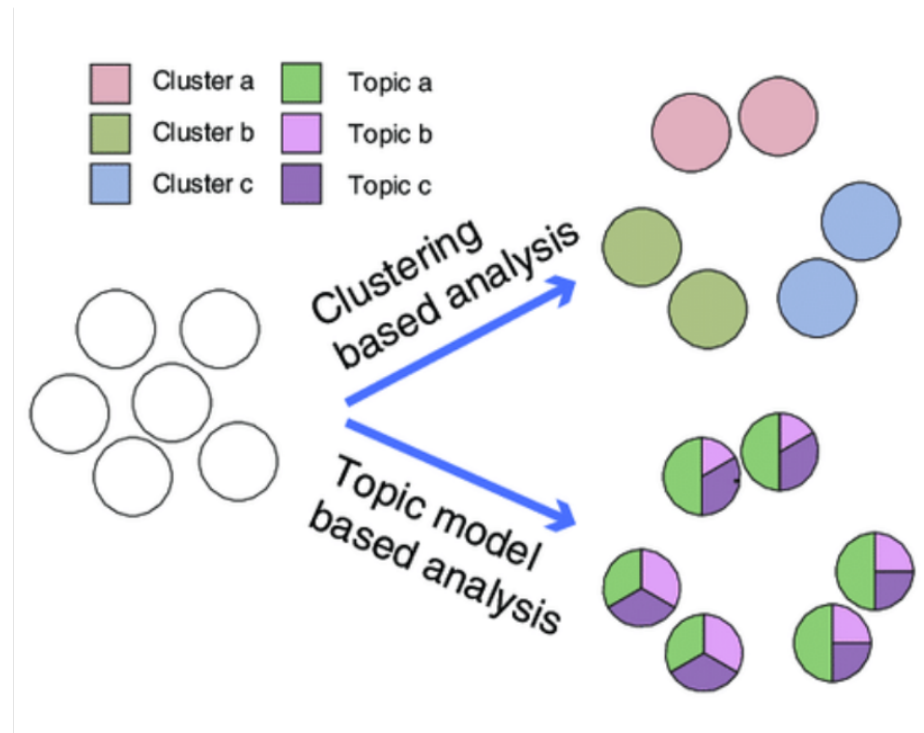 Cluster a
Topic a
Cluster b
Topic b
Cluster c
Topic c
Clustering
based analysis
Topic model
based analysis